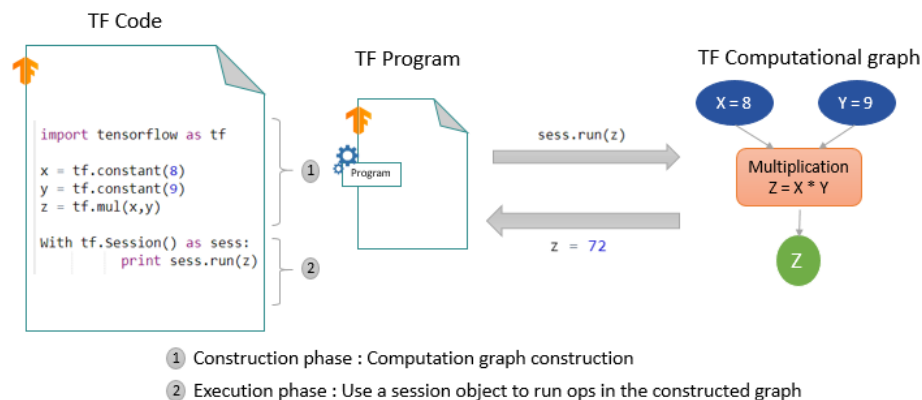 TF Code
import tensorflow as tf
x = tf.constant(8)
y = tf.constant(9)
z = tf.mul(x,y)
With tf.Session() as sess:
print sess.run(z)
1
2
TF Program
Program
sess.run(z)
z = 72
TF Computational graph
X = 8
Y = 9
Multiplication
Z = X * Y
Z
1 Construction phase : Computation graph construction
2 Execution phase : Use a session object to run ops in the constructed graph